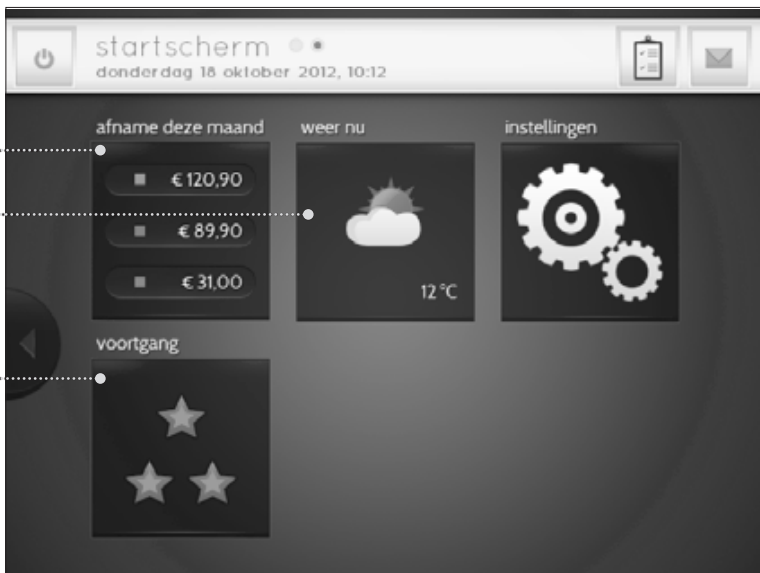 startscherm
donderdag 18 oktober 2012, 10:12
afname deze maand
weer nu
instellingen
€ 120,90
€ 89,90
€ 31,00
12 °C
voortgang